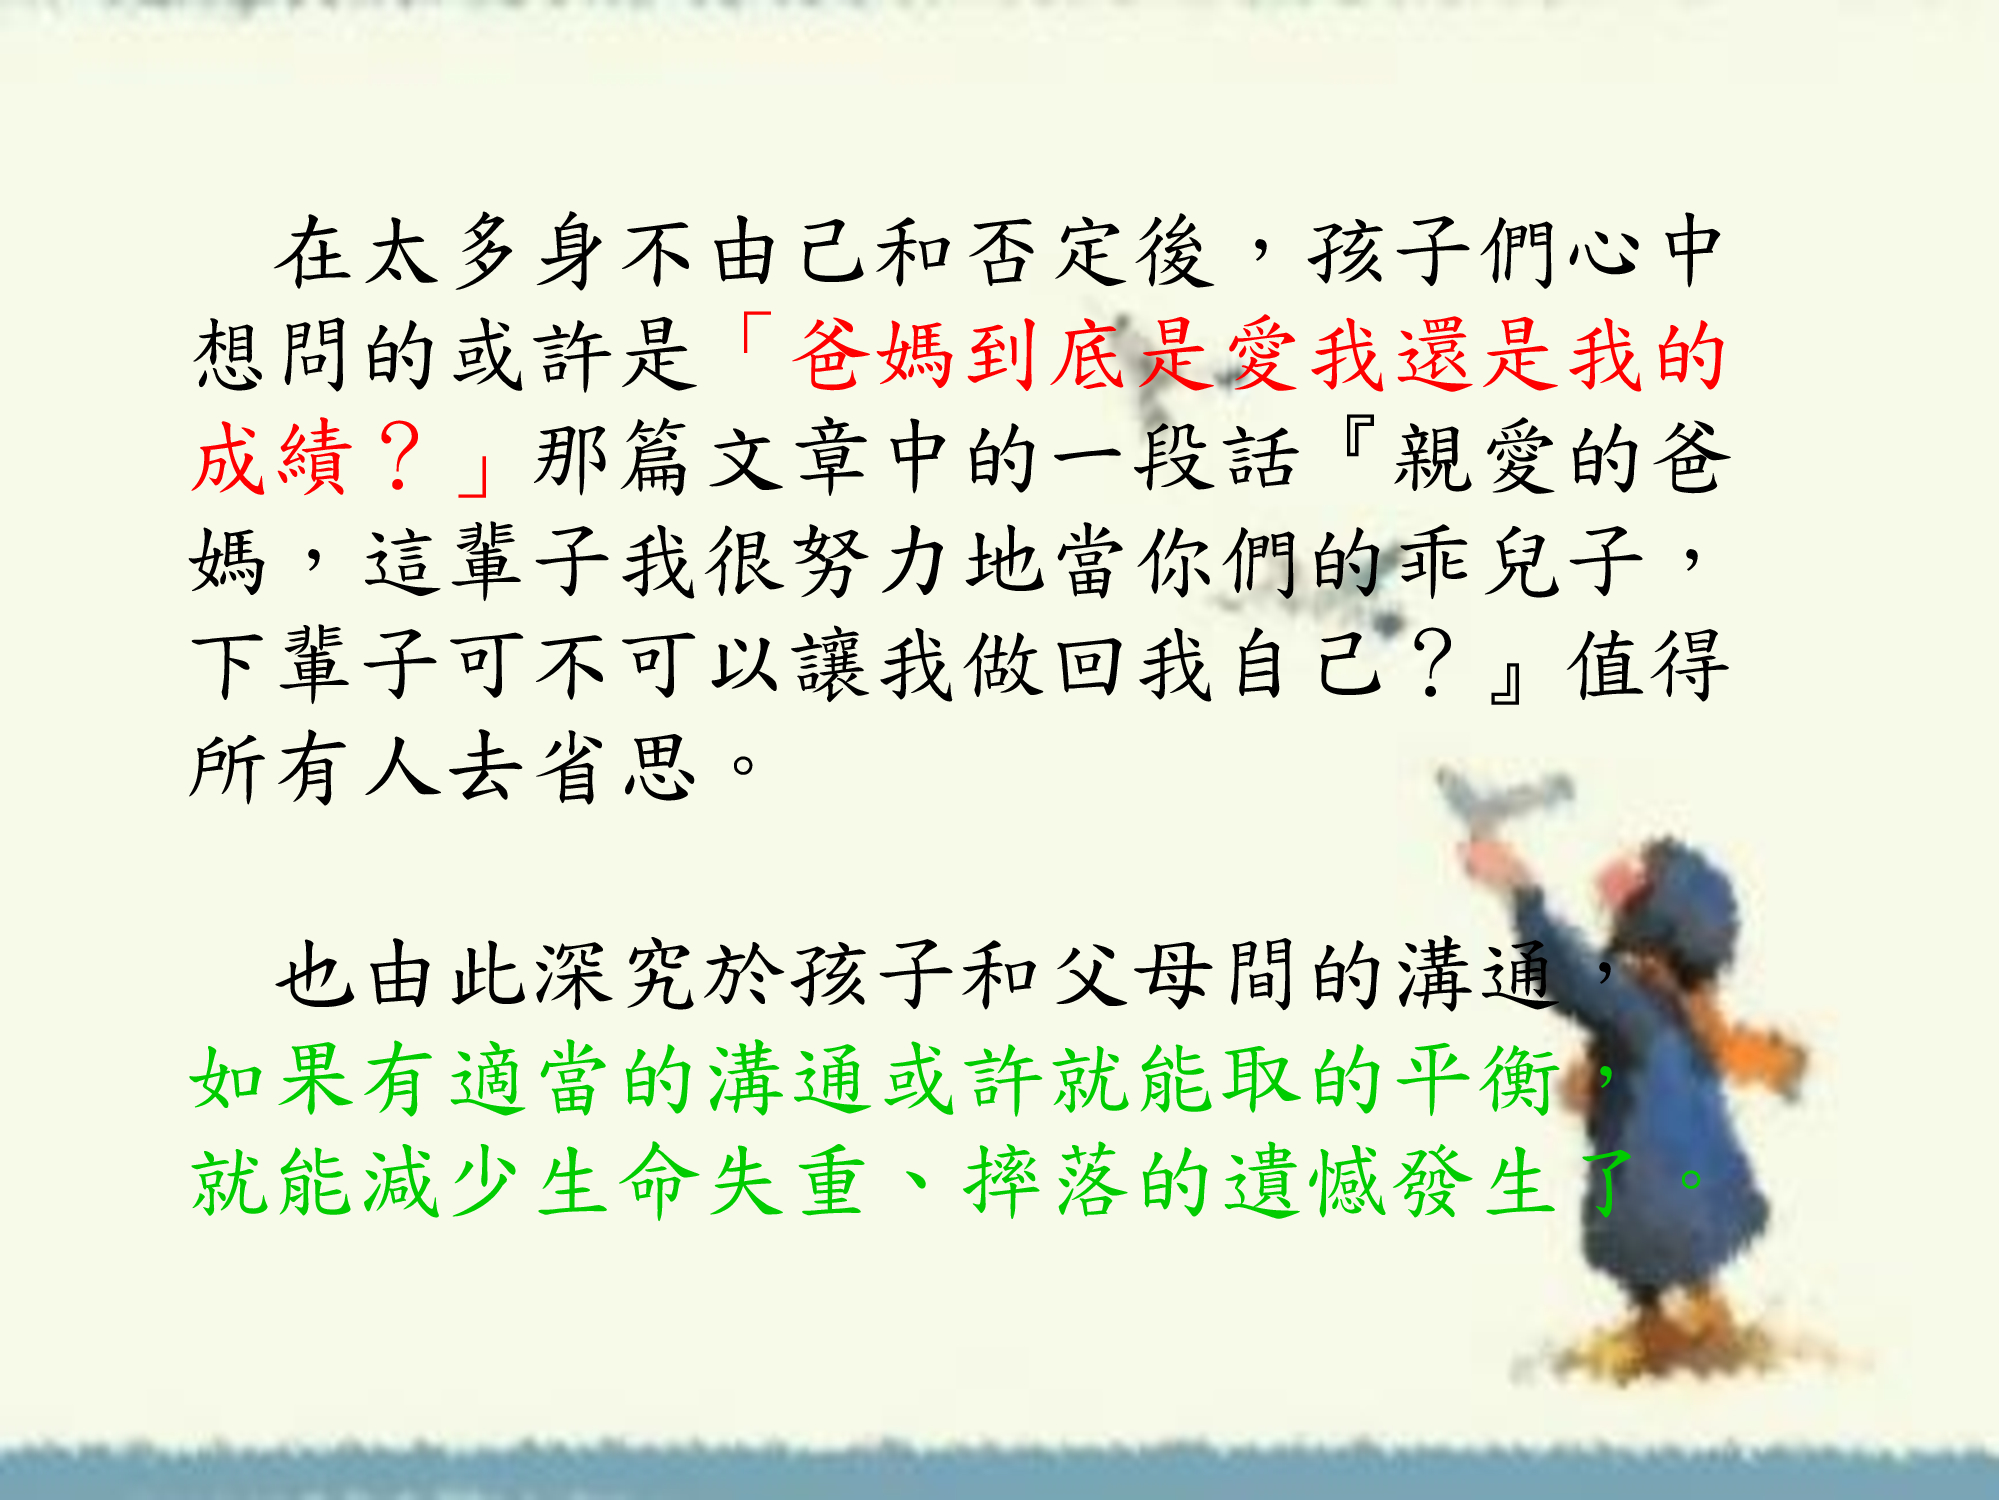 在太多身不由己和否定後，孩子們心中
想問的或許是「爸媽到底是愛我還是我的
成績？」那篇文章中的一段話『親愛的爸
媽，這輩子我很努力地當你們的乖兒子，
下輩子可不可以讓我做回我自己？』值得
所有人去省思。
也由此深究於孩子和父母間的溝通，
如果有適當的溝通或許就能取的平衡，
就能減少生命失重、摔落的遺憾發生了。